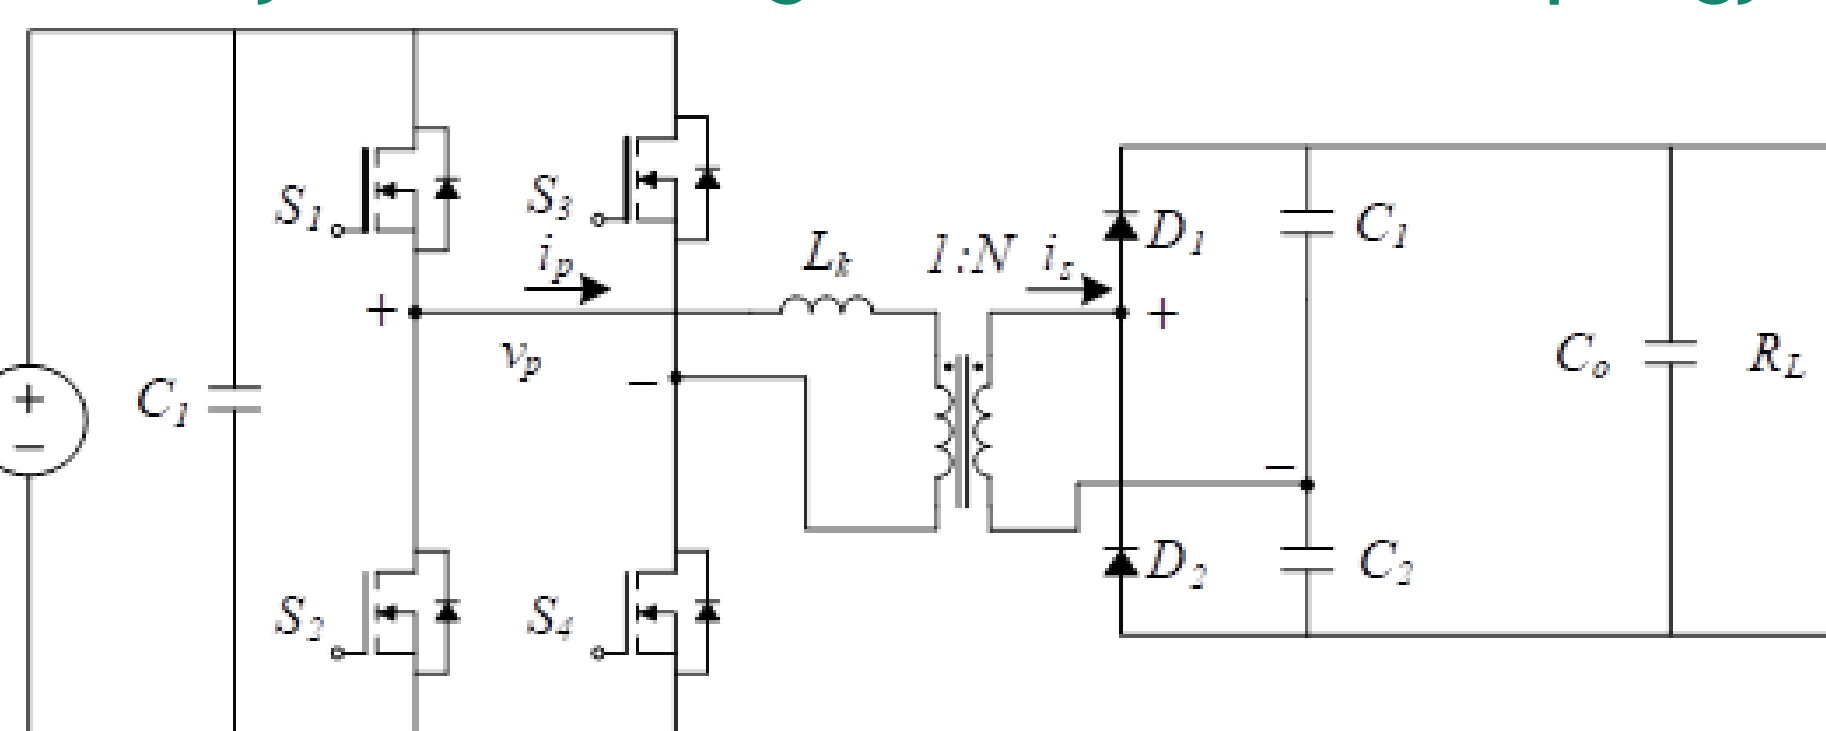 S1
S3
ip
Lk
1:N
is
D1
C1
+
+
vp
−
Co
RL
+
−
C1
−
D2
C2
S2
S4